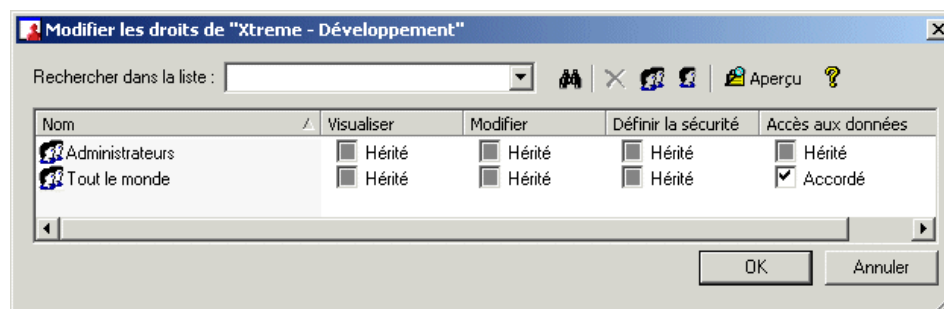 Modifier les droits de "Xtreme - Développement"
Rechercher dans la liste :
Aperçu
Nom Visualiser Modifier Définir la sécurité Accès aux données
Administrateurs Hérité Hérité Hérité Hérité
Tout le monde Hérité Hérité Hérité Accordé
OK Annuler